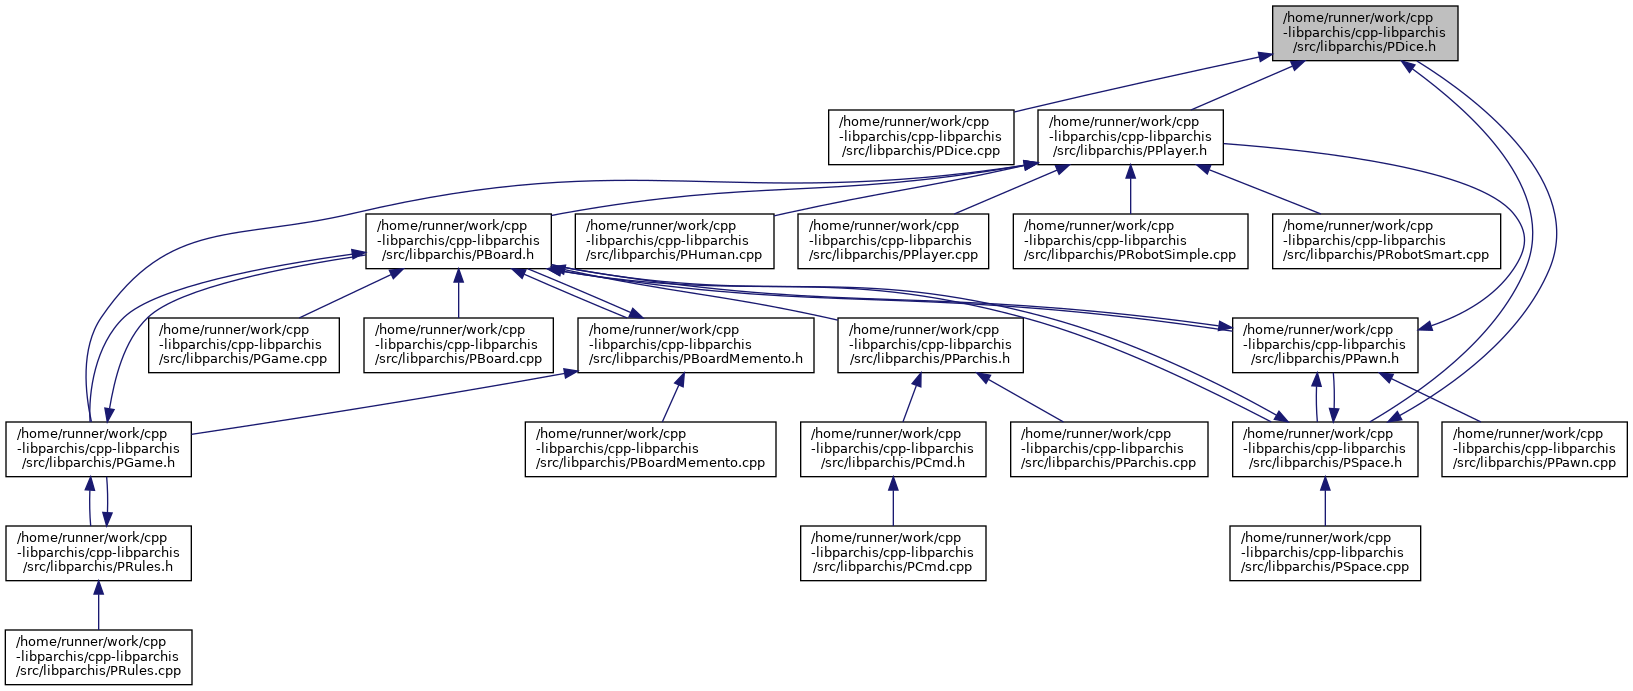 /home/runner/work/cpp
-libparchis/cpp-libparchis
/src/libparchis/PDice.h
/home/runner/work/cpp
-libparchis/cpp-libparchis
/src/libparchis/PDice.cpp
/home/runner/work/cpp
-libparchis/cpp-libparchis
/src/libparchis/PPlayer.h
/home/runner/work/cpp
-libparchis/cpp-libparchis
/src/libparchis/PBoard.h
/home/runner/work/cpp
-libparchis/cpp-libparchis
/src/libparchis/PHuman.cpp
/home/runner/work/cpp
-libparchis/cpp-libparchis
/src/libparchis/PPlayer.cpp
/home/runner/work/cpp
-libparchis/cpp-libparchis
/src/libparchis/PRobotSimple.cpp
/home/runner/work/cpp
-libparchis/cpp-libparchis
/src/libparchis/PRobotSmart.cpp
/home/runner/work/cpp
-libparchis/cpp-libparchis
/src/libparchis/PGame.cpp
/home/runner/work/cpp
-libparchis/cpp-libparchis
/src/libparchis/PBoard.cpp
/home/runner/work/cpp
-libparchis/cpp-libparchis
/src/libparchis/PBoardMemento.h
/home/runner/work/cpp
-libparchis/cpp-libparchis
/src/libparchis/PParchis.h
/home/runner/work/cpp
-libparchis/cpp-libparchis
/src/libparchis/PPawn.h
/home/runner/work/cpp
-libparchis/cpp-libparchis
/src/libparchis/PGame.h
/home/runner/work/cpp
-libparchis/cpp-libparchis
/src/libparchis/PBoardMemento.cpp
/home/runner/work/cpp
-libparchis/cpp-libparchis
/src/libparchis/PCmd.h
/home/runner/work/cpp
-libparchis/cpp-libparchis
/src/libparchis/PParchis.cpp
/home/runner/work/cpp
-libparchis/cpp-libparchis
/src/libparchis/PSpace.h
/home/runner/work/cpp
-libparchis/cpp-libparchis
/src/libparchis/PPawn.cpp
/home/runner/work/cpp
-libparchis/cpp-libparchis
/src/libparchis/PRules.h
/home/runner/work/cpp
-libparchis/cpp-libparchis
/src/libparchis/PCmd.cpp
/home/runner/work/cpp
-libparchis/cpp-libparchis
/src/libparchis/PSpace.cpp
/home/runner/work/cpp
-libparchis/cpp-libparchis
/src/libparchis/PRules.cpp